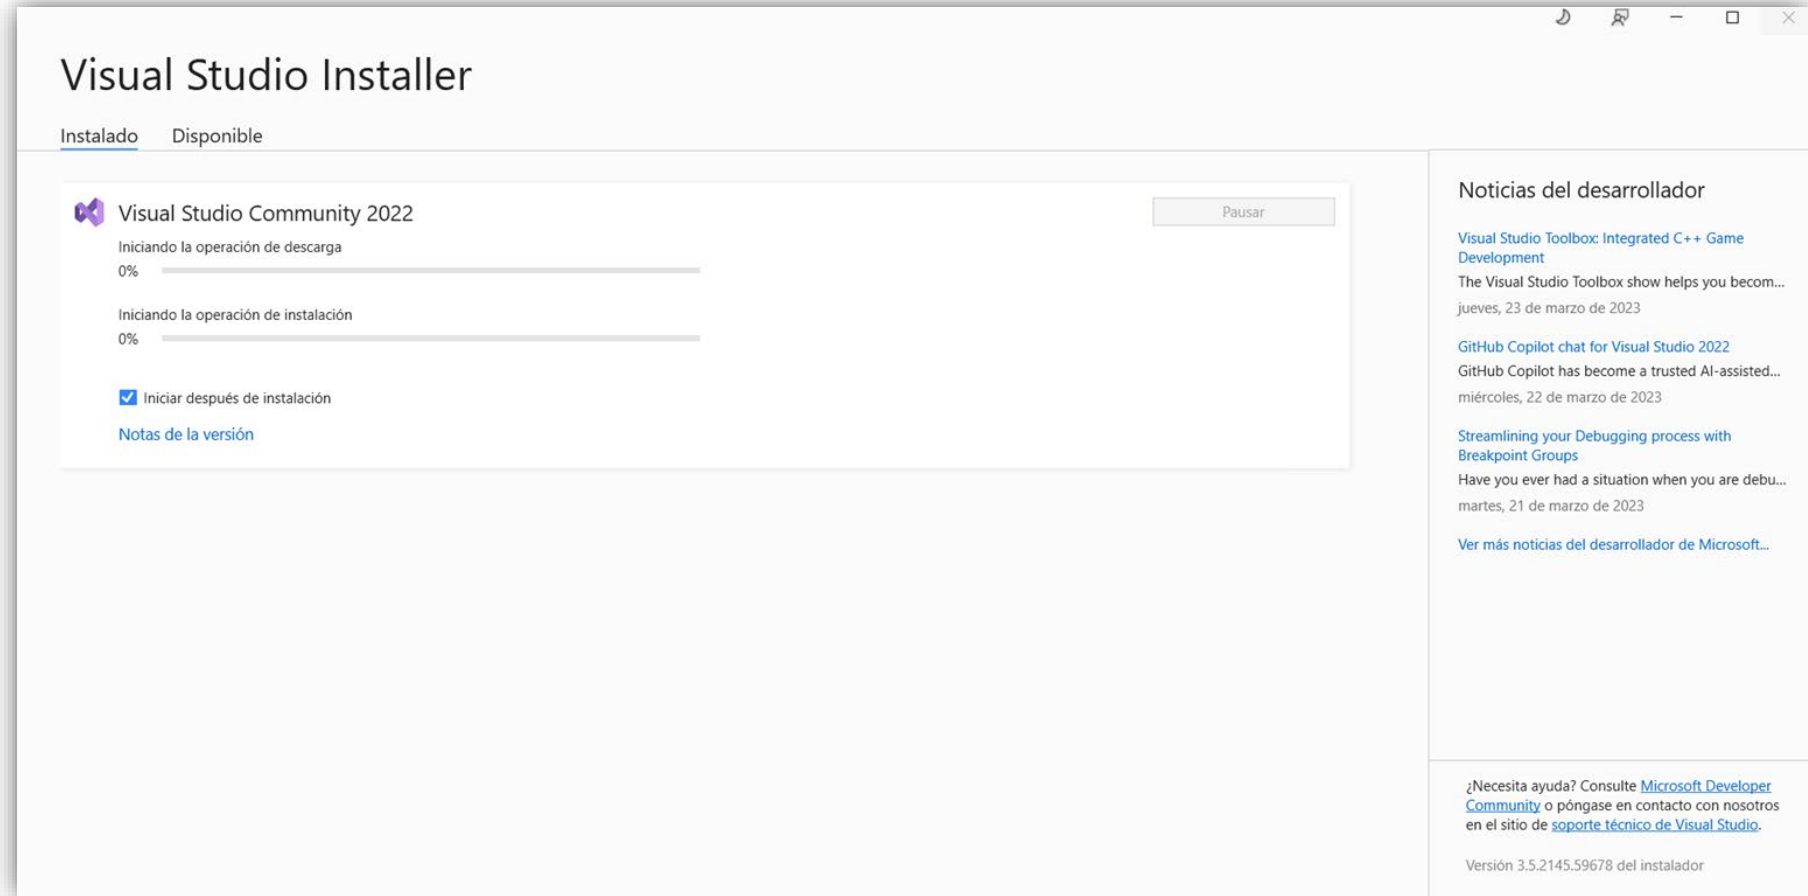 Visual Studio Installer
Instalado
Disponible
Visual Studio Community 2022
Pausar
Iniciando la operación de descarga
0%
Iniciando la operación de instalación
0%
Iniciar después de instalación
Notas de la versión
Noticias del desarrollador
Visual Studio Toolbox: Integrated C++ Game
Development
The Visual Studio Toolbox show helps you becom...
jueves, 23 de marzo de 2023
GitHub Copilot chat for Visual Studio 2022
GitHub Copilot has become a trusted AI-assisted...
miércoles, 22 de marzo de 2023
Streamlining your Debugging process with
Breakpoint Groups
Have you ever had a situation when you are debu...
martes, 21 de marzo de 2023
Ver más noticias del desarrollador de Microsoft...
¿Necesita ayuda? Consulte Microsoft Developer
Community o póngase en contacto con nosotros
en el sitio de soporte técnico de Visual Studio.
Versión 3.5.2145.59678 del instalador